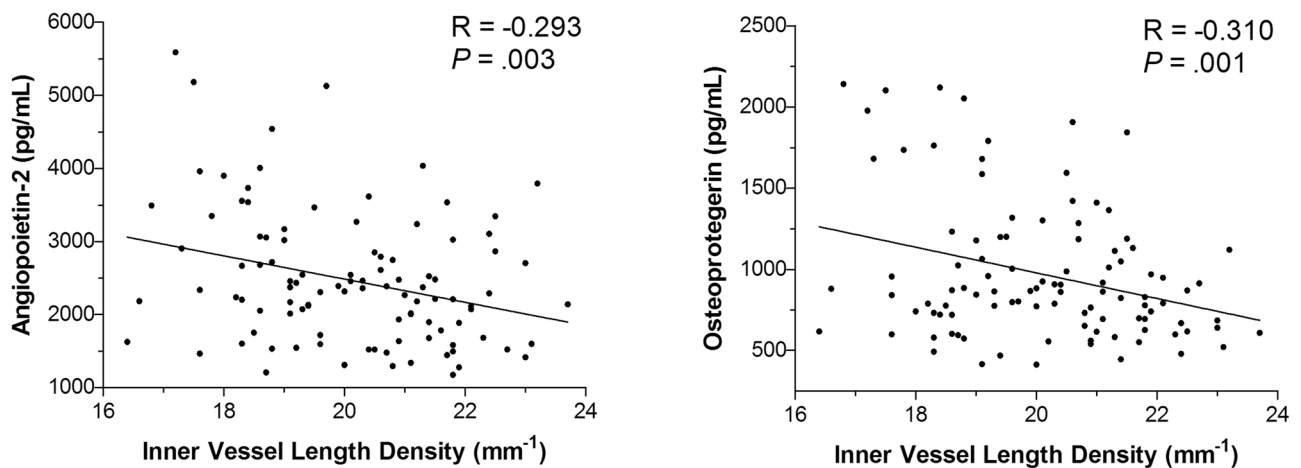 R = -0.293
P = .003
Angiopoietin-2 (pg/mL)
6000
5000
4000
3000
2000
1000
16 18 20 22 24
Inner Vessel Length Density (mm-1)
R = -0.310
P = .001
Osteoprotegerin (pg/mL)
2500
2000
1500
1000
500
16 18 20 22 24
Inner Vessel Length Density (mm-1)